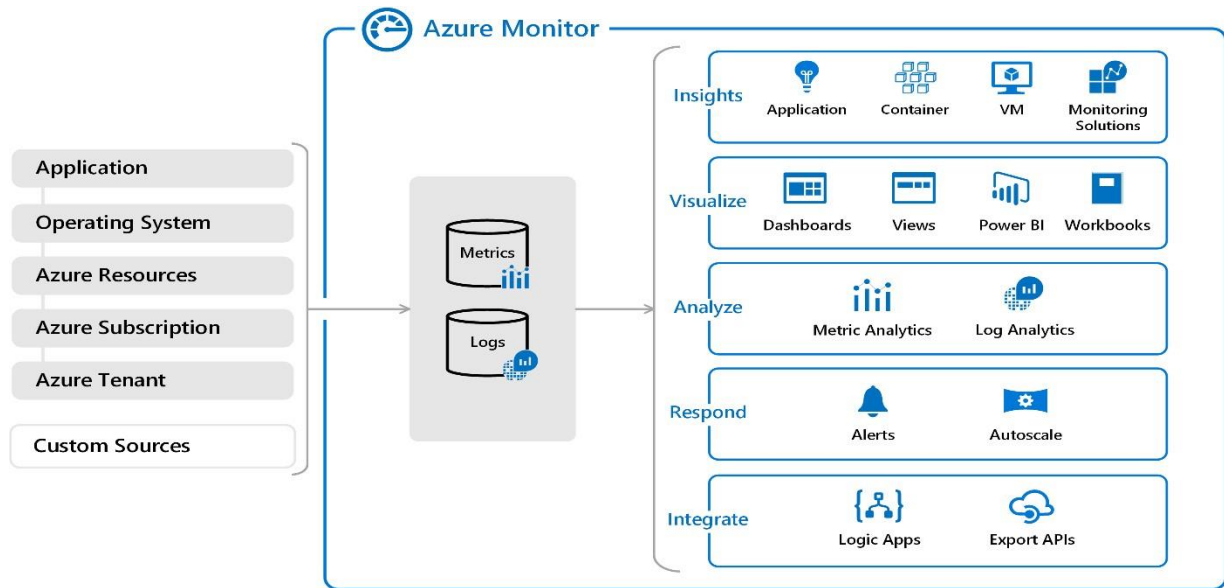 Azure Monitor
Application
Operating System
Azure Resources
Azure Subscription
Azure Tenant
Custom Sources
Metrics
Logs
Insights
Application
Container
VM
Monitoring
Solutions
Visualize
Dashboards
Views
Power BI
Workbooks
Analyze
Metric Analytics
Log Analytics
Respond
Alerts
Autoscale
Integrate
Logic Apps
Export APIs